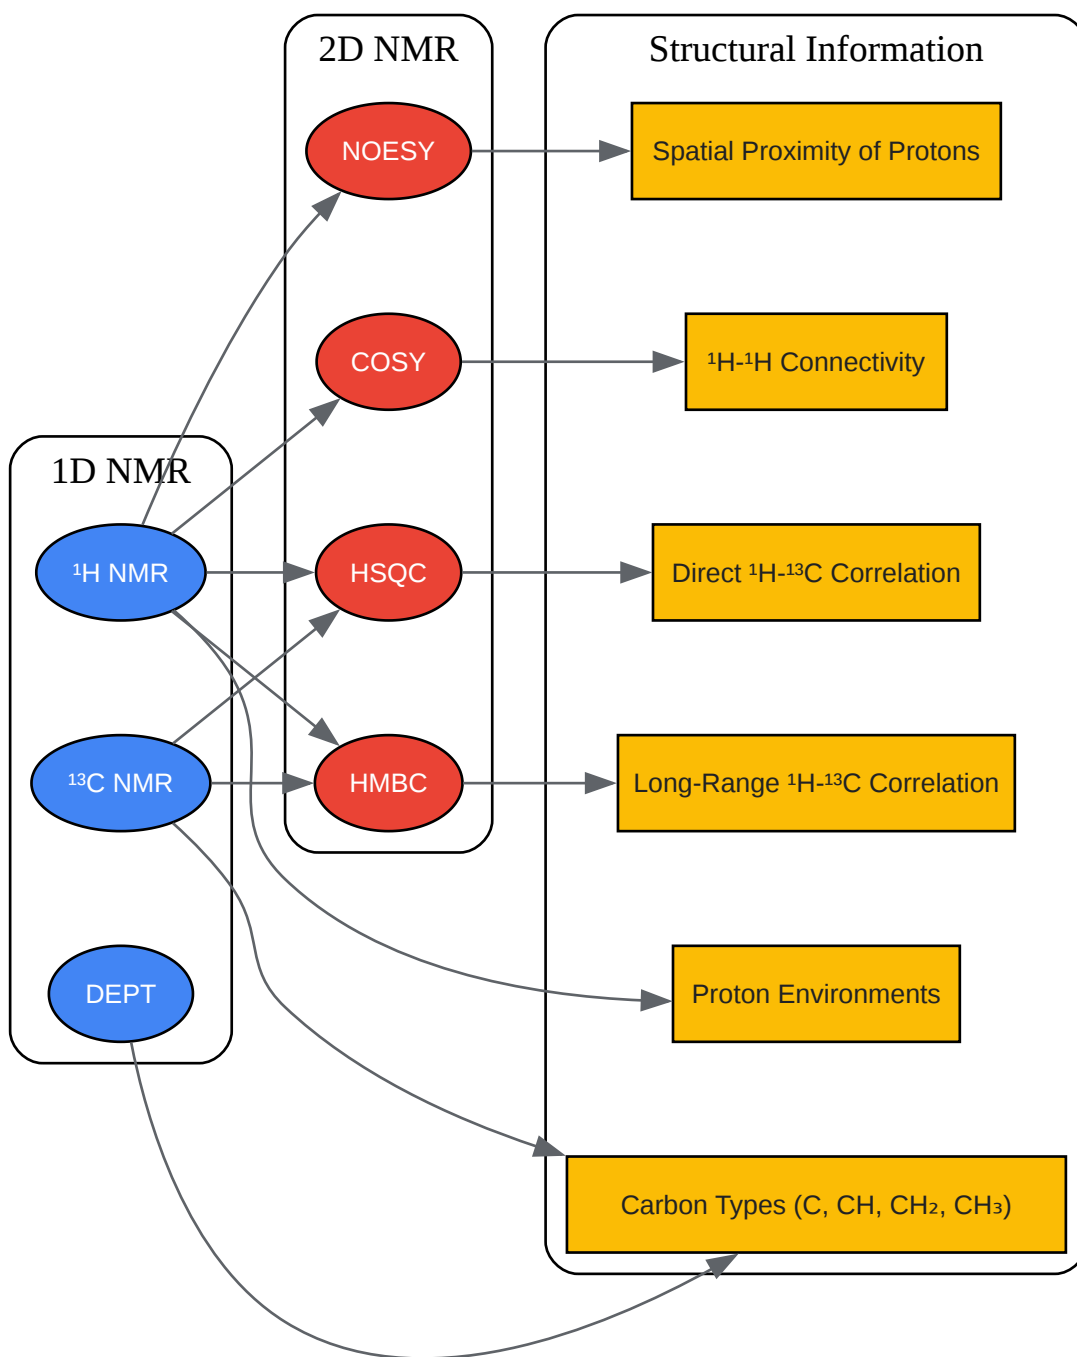 2D NMR
Structural Information
NOESY
Spatial Proximity of Protons
COSY
¹H-¹H Connectivity
1D NMR
¹H NMR
HSQC
Direct ¹H-¹³C Correlation
¹³C NMR
HMBC
Long-Range ¹H-¹³C Correlation
DEPT
Proton Environments
Carbon Types (C, CH, CH₂, CH₃)